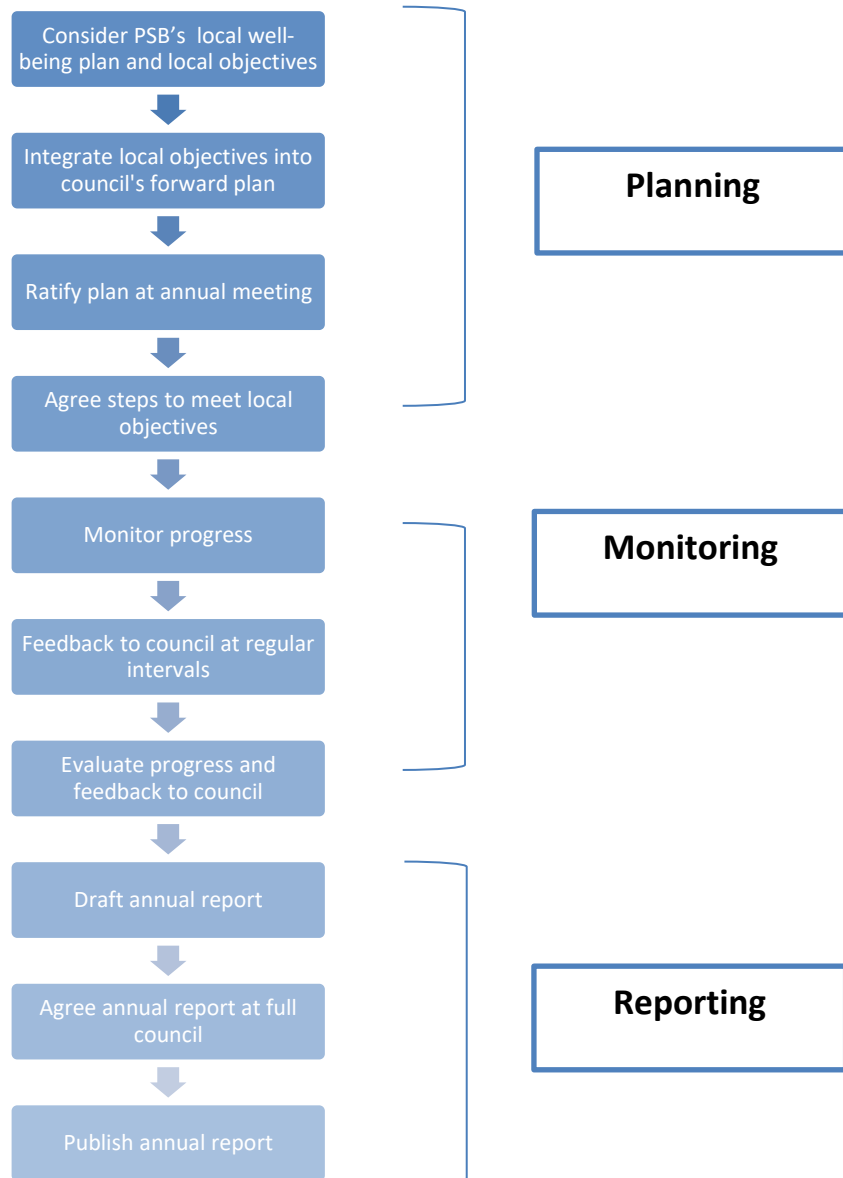 Consider PSB’s  local well-
being plan and local objectives
Integrate local objectives into
council's forward plan
Planning
Ratify plan at annual meeting
Agree steps to meet local
objectives
Monitor progress
Monitoring
Feedback to council at regular
intervals
Evaluate progress and
feedback to council
Draft annual report
Agree annual report at full
council
Reporting
Publish annual report